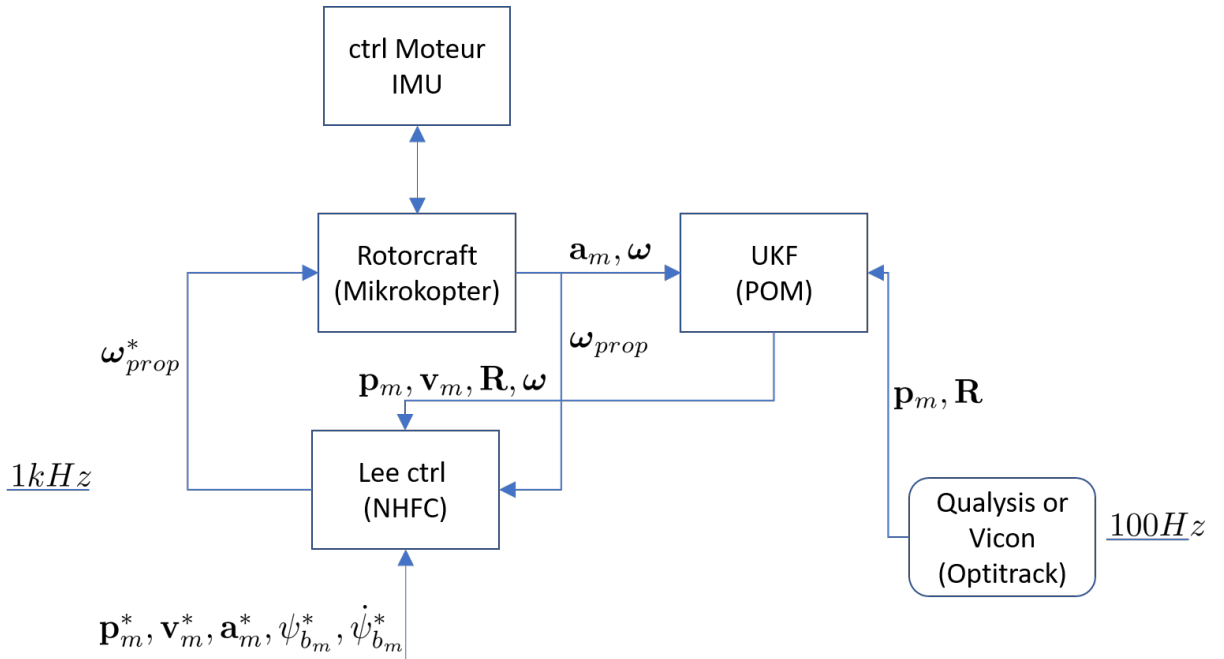 ctrl Moteur
IMU
Rotorcraft
(Mikrokopter)
a_m, ω
UKF
(POM)
ω_prop
ω*_prop
p_m, v_m, R, ω
p_m, R
1kHz
Lee ctrl
(NHFC)
Qualysis or
Vicon
(Optitrack)
100Hz
p*_m, v*_m, a*_m, ψ*_{b_m}, ψ̇*_{b_m}